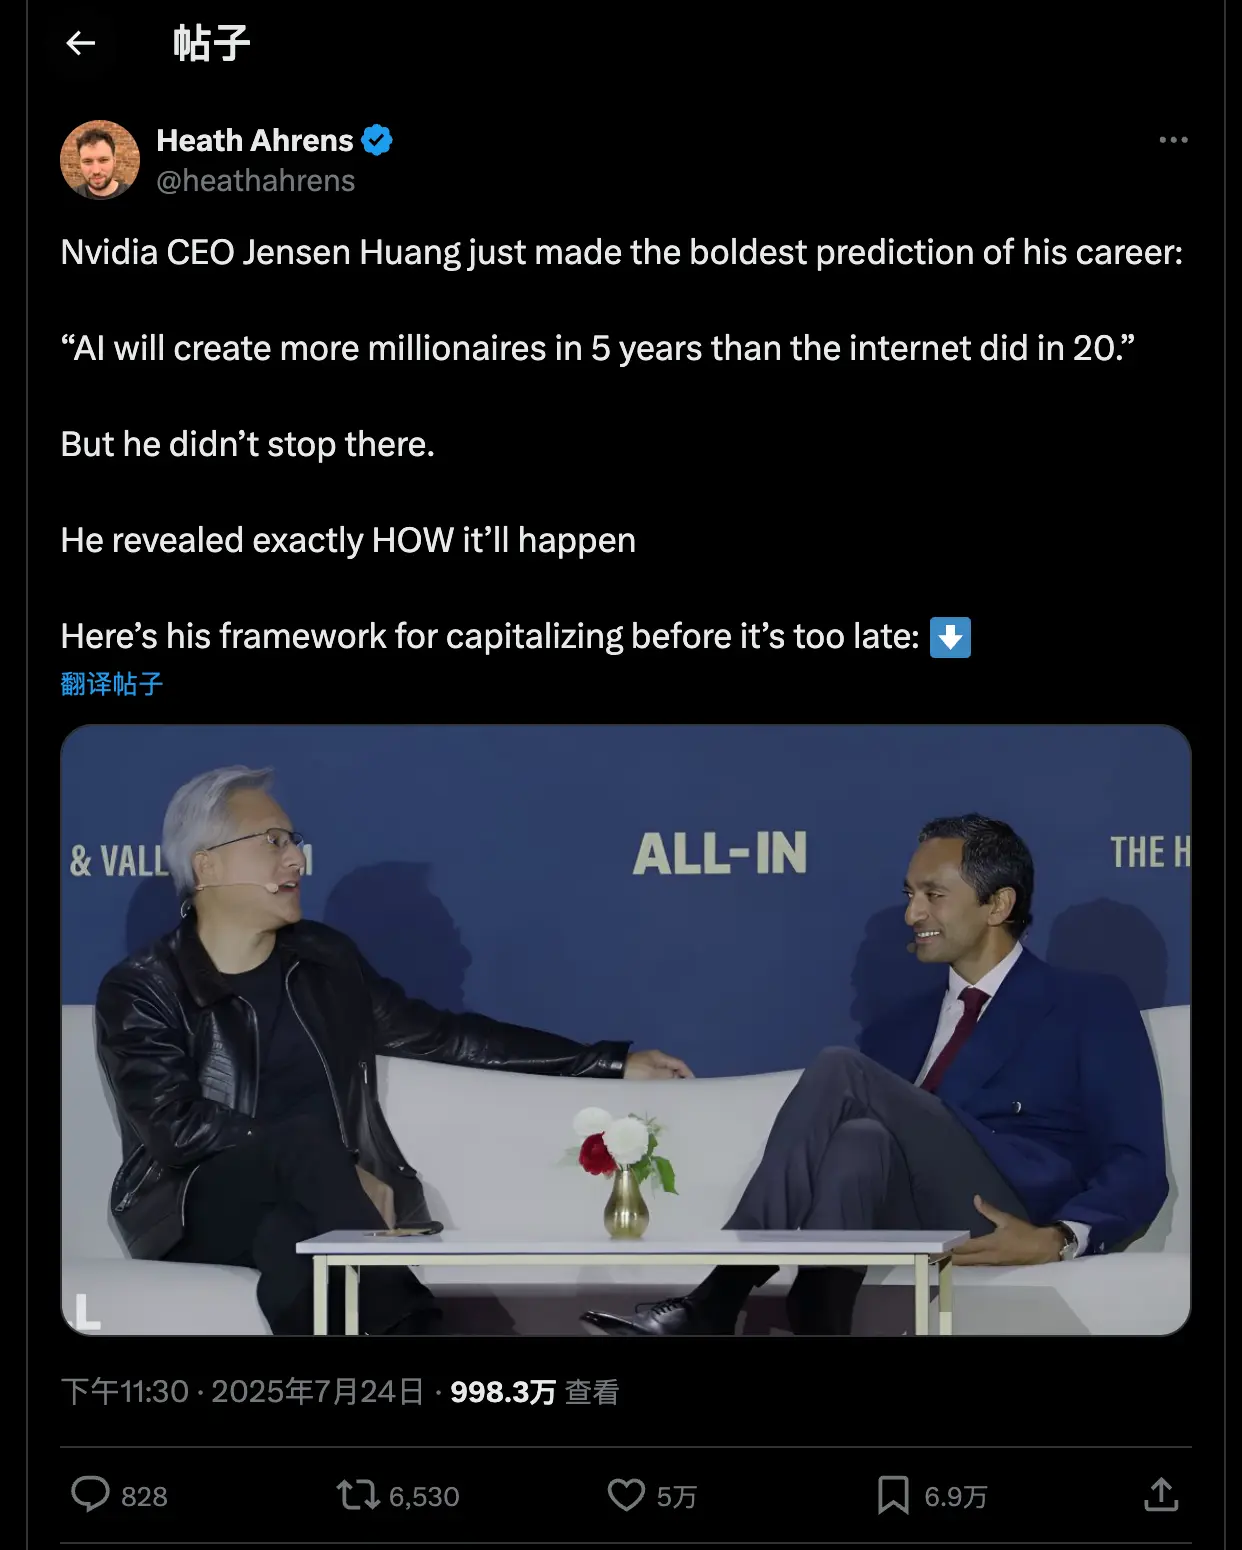 帖子
Heath Ahrens
@heathahrens
Nvidia CEO Jensen Huang just made the boldest prediction of his career:
“AI will create more millionaires in 5 years than the internet did in 20.”
But he didn’t stop there.
He revealed exactly HOW it’ll happen
Here’s his framework for capitalizing before it’s too late:
翻译帖子
& VALL
ALL-IN
THE H
L
下午11:30 · 2025年7月24日 · 998.3万 查看
828 6,530 5万 6.9万